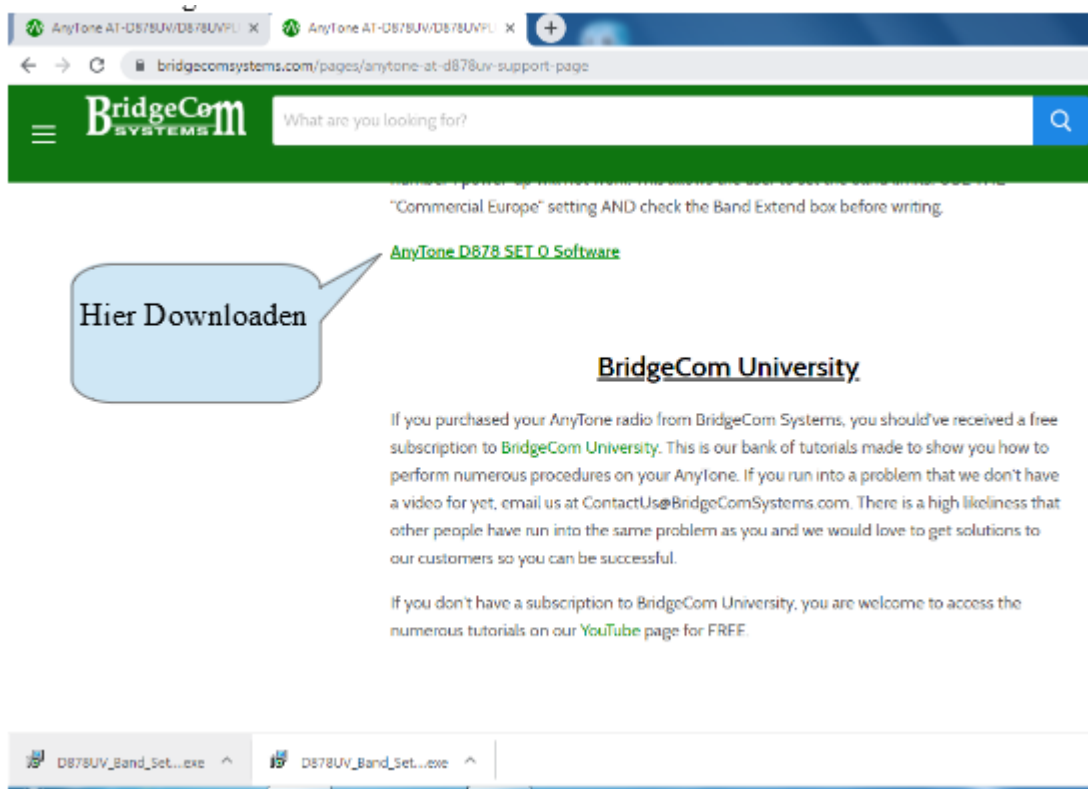 AnyTone AT-D878UV/D878UVPL
AnyTone AT-D878UV/D878UVPL
bridgecomsystems.com/pages/anytone-at-d878uv-support-page
BridgeCom
SYSTEMS
What are you looking for?
"Commercial Europe" setting AND check the Band Extend box before writing.
AnyTone D878 SET 0 Software
Hier Downloaden
BridgeCom University
If you purchased your AnyTone radio from BridgeCom Systems, you should've received a free
subscription to BridgeCom University. This is our bank of tutorials made to show you how to
perform numerous procedures on your AnyTone. If you run into a problem that we don't have
a video for yet, email us at ContactUs@BridgeComSystems.com. There is a high likeliness that
other people have run into the same problem as you and we would love to get solutions to
our customers so you can be successful.
If you don't have a subscription to BridgeCom University, you are welcome to access the
numerous tutorials on our YouTube page for FREE.
D878UV_Band_Set....exe
D878UV_Band_Set....exe